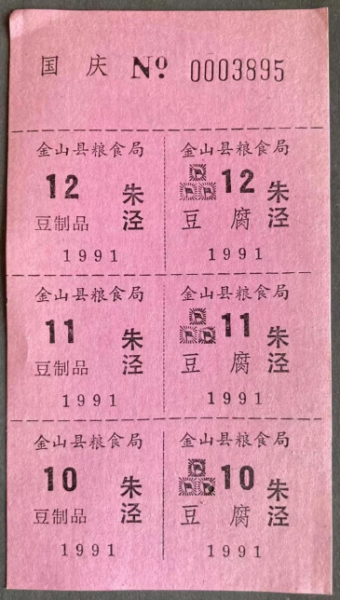 国庆 Nº 0003895
金山县粮食局
12 朱泾
豆制品
1991
金山县粮食局
12 朱泾
豆腐
1991
金山县粮食局
11 朱泾
豆制品
1991
金山县粮食局
11 朱泾
豆腐
1991
金山县粮食局
10 朱泾
豆制品
1991
金山县粮食局
10 朱泾
豆腐
1991